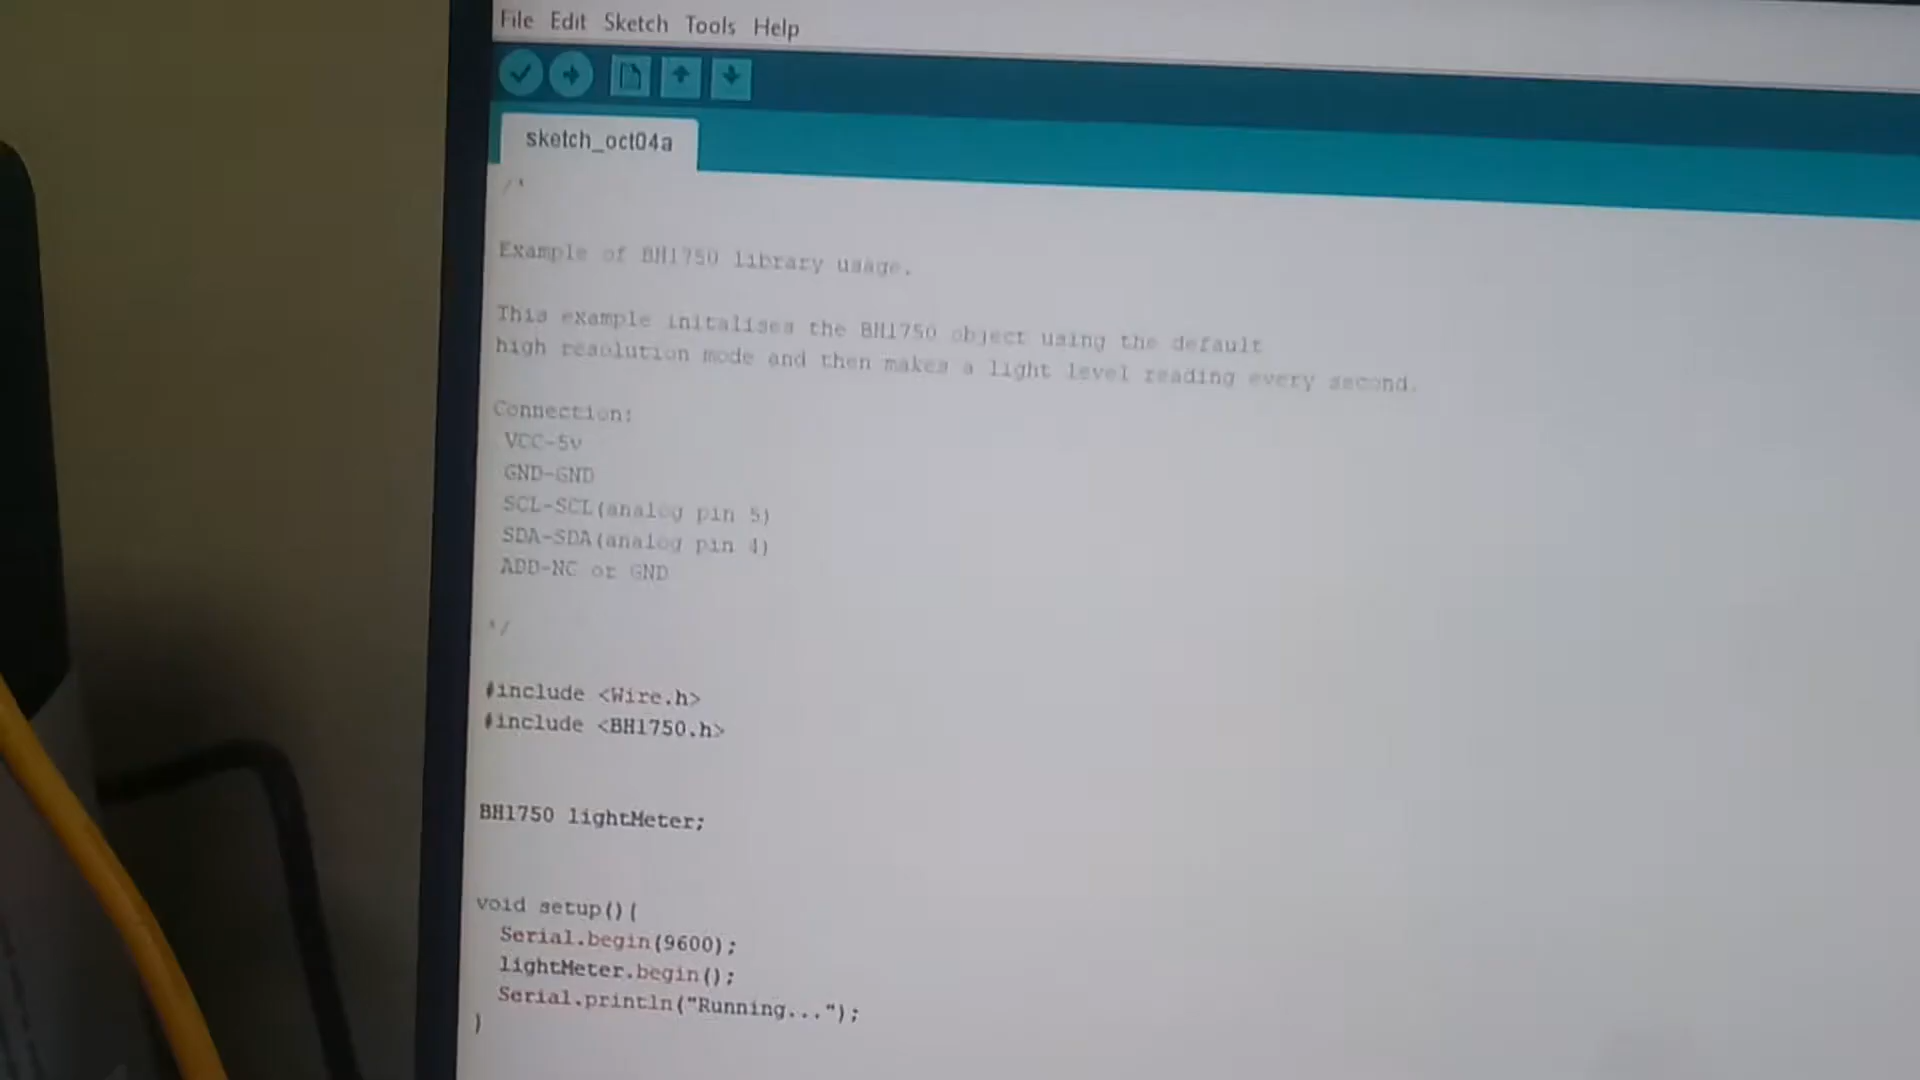 File Edit Sketch Tools Help
sketch_oct04a
/*
Example of BH1750 library usage.
This example initalises the BH1750 object using the default
high resolution mode and then makes a light level reading every second.
Connection:
VCC-5v
GND-GND
SCL-SCL(analog pin 5)
SDA-SDA(analog pin 4)
ADD-NC or GND
*/
#include <Wire.h>
#include <BH1750.h>
BH1750 lightMeter;
void setup(){
Serial.begin(9600);
lightMeter.begin();
Serial.println("Running...");
}